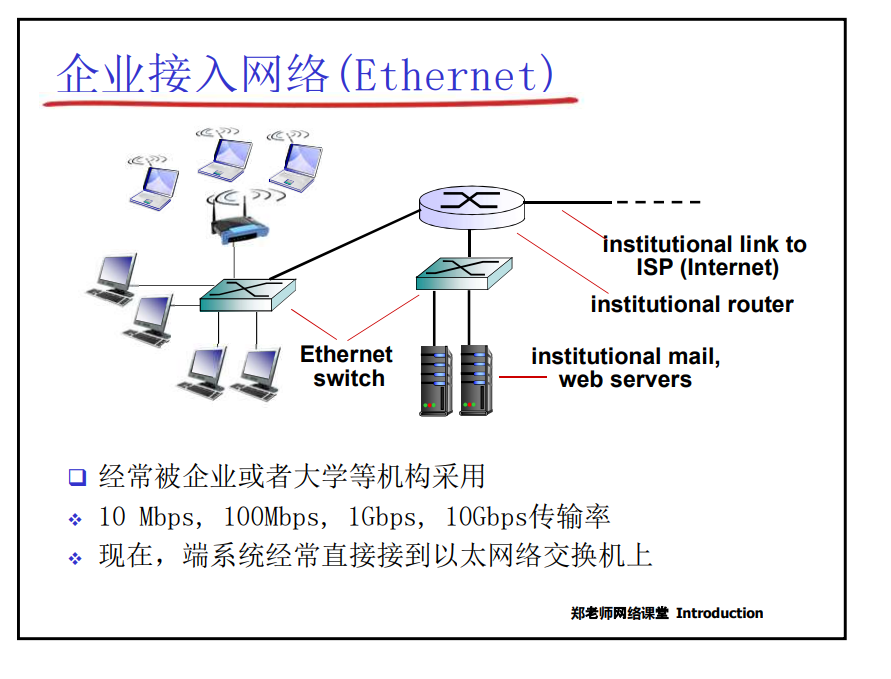 企业接入网络(Ethernet)
institutional link to
ISP (Internet)
institutional router
Ethernet
switch
institutional mail,
web servers
经常被企业或者大学等机构采用
10 Mbps, 100Mbps, 1Gbps, 10Gbps传输率
现在，端系统经常直接接到以太网络交换机上
郑老师网络课堂 Introduction